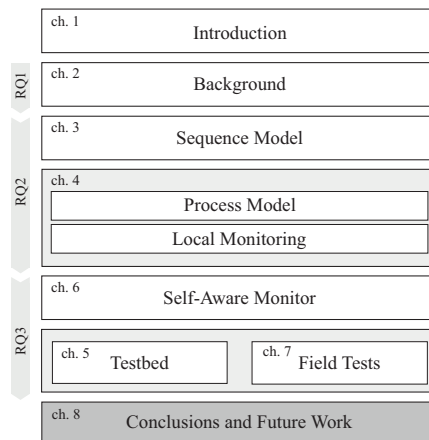 ch. 1
Introduction
RQ1
ch. 2
Background
RQ2
ch. 3
Sequence Model
ch. 4
Process Model
Local Monitoring
RQ3
ch. 6
Self-Aware Monitor
ch. 5
Testbed
ch. 7
Field Tests
ch. 8
Conclusions and Future Work